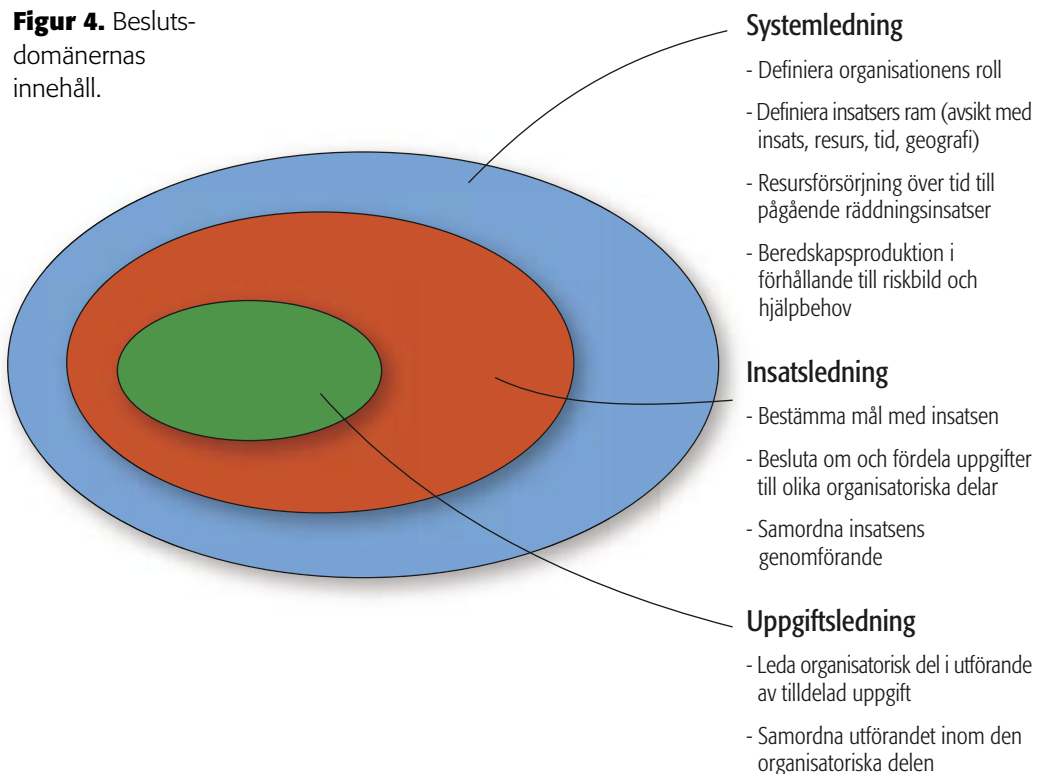 Figur 4. Besluts-
domänernas
innehåll.
Systemledning
- Definiera organisationens roll
- Definiera insatsers ram (avsikt med
insats, resurs, tid, geografi)
- Resursförsörjning över tid till
pågående räddningsinsatser
- Beredskapsproduktion i
förhållande till riskbild och
hjälpbehov
Insatsledning
- Bestämma mål med insatsen
- Besluta om och fördela uppgifter
till olika organisatoriska delar
- Samordna insatsens
genomförande
Uppgiftsledning
- Leda organisatorisk del i utförande
av tilldelad uppgift
- Samordna utförandet inom den
organisatoriska delen